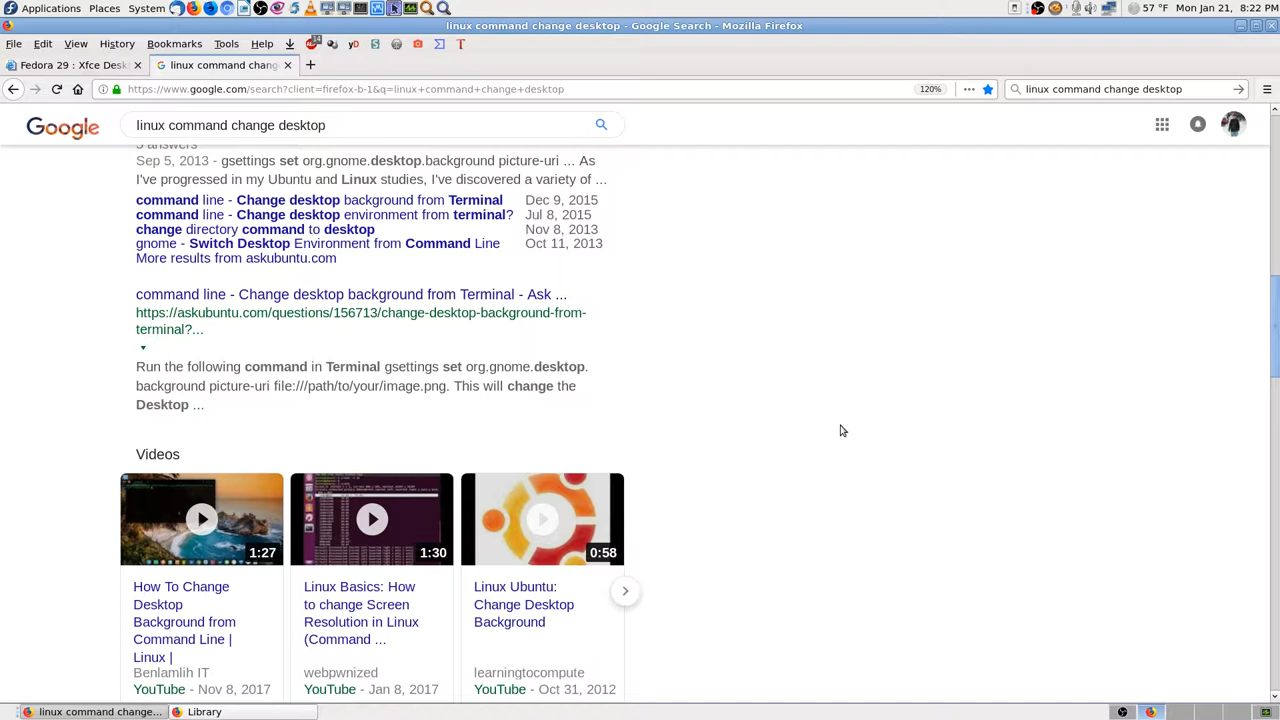 Applications Places System 57 °F Mon Jan 21, 8:22 PM
linux command change desktop - Google Search - Mozilla Firefox
File Edit View History Bookmarks Tools Help
Fedora 29 : Xfce Desk linux command chang
https://www.google.com/search?client=firefox-b-1&q=linux+command+change+desktop 120% linux command change desktop
Google linux command change desktop
5 answers
Sep 5, 2013 - gsettings set org.gnome.desktop.background picture-uri ... As
I've progressed in my Ubuntu and Linux studies, I've discovered a variety of ...
command line - Change desktop background from Terminal Dec 9, 2015
command line - Change desktop environment from terminal? Jul 8, 2015
change directory command to desktop Nov 8, 2013
gnome - Switch Desktop Environment from Command Line Oct 11, 2013
More results from askubuntu.com
command line - Change desktop background from Terminal - Ask ...
https://askubuntu.com/questions/156713/change-desktop-background-from-
terminal?...
Run the following command in Terminal gsettings set org.gnome.desktop.
background picture-uri file:///path/to/your/image.png. This will change the
Desktop ...
Videos
1:27 1:30 0:58
How To Change
Desktop
Background from
Command Line |
Linux |
Benlamlih IT
YouTube - Nov 8, 2017
Linux Basics: How
to change Screen
Resolution in Linux
(Command ...
webpwnized
YouTube - Jan 8, 2017
Linux Ubuntu:
Change Desktop
Background
learningtocompute
YouTube - Oct 31, 2012
linux command change... Library